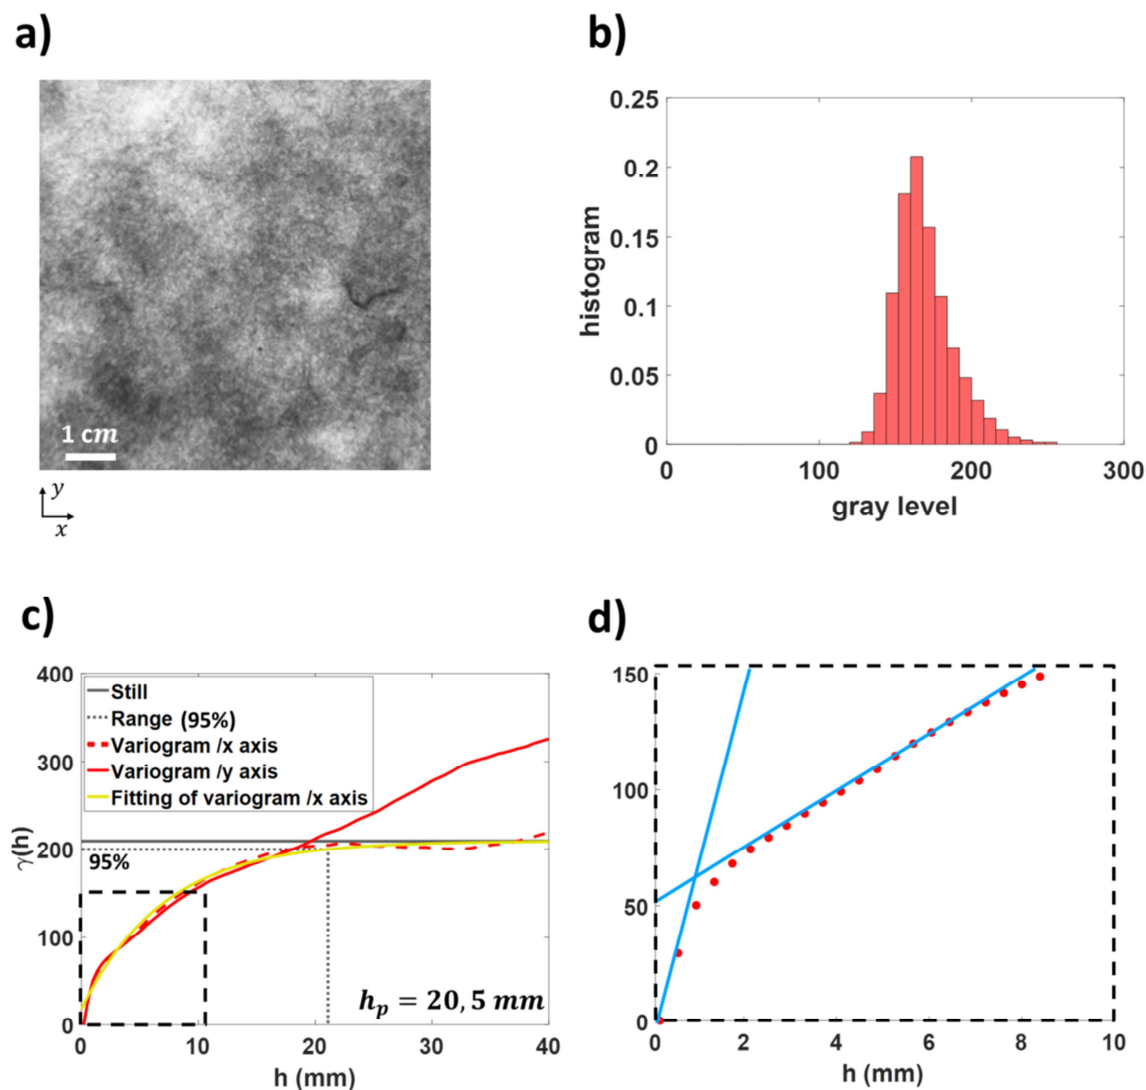 a)
1 cm
y
x
b)
0.25
0.2
0.15
0.1
0.05
0
histogram
0
100
200
300
gray level
c)
400
300
200
100
0
γ(h)
Still
Range (95%)
Variogram /x axis
Variogram /y axis
Fitting of variogram /x axis
95%
h_p = 20, 5 mm
0
10
20
30
40
h (mm)
d)
150
100
50
0
0
2
4
6
8
10
h (mm)